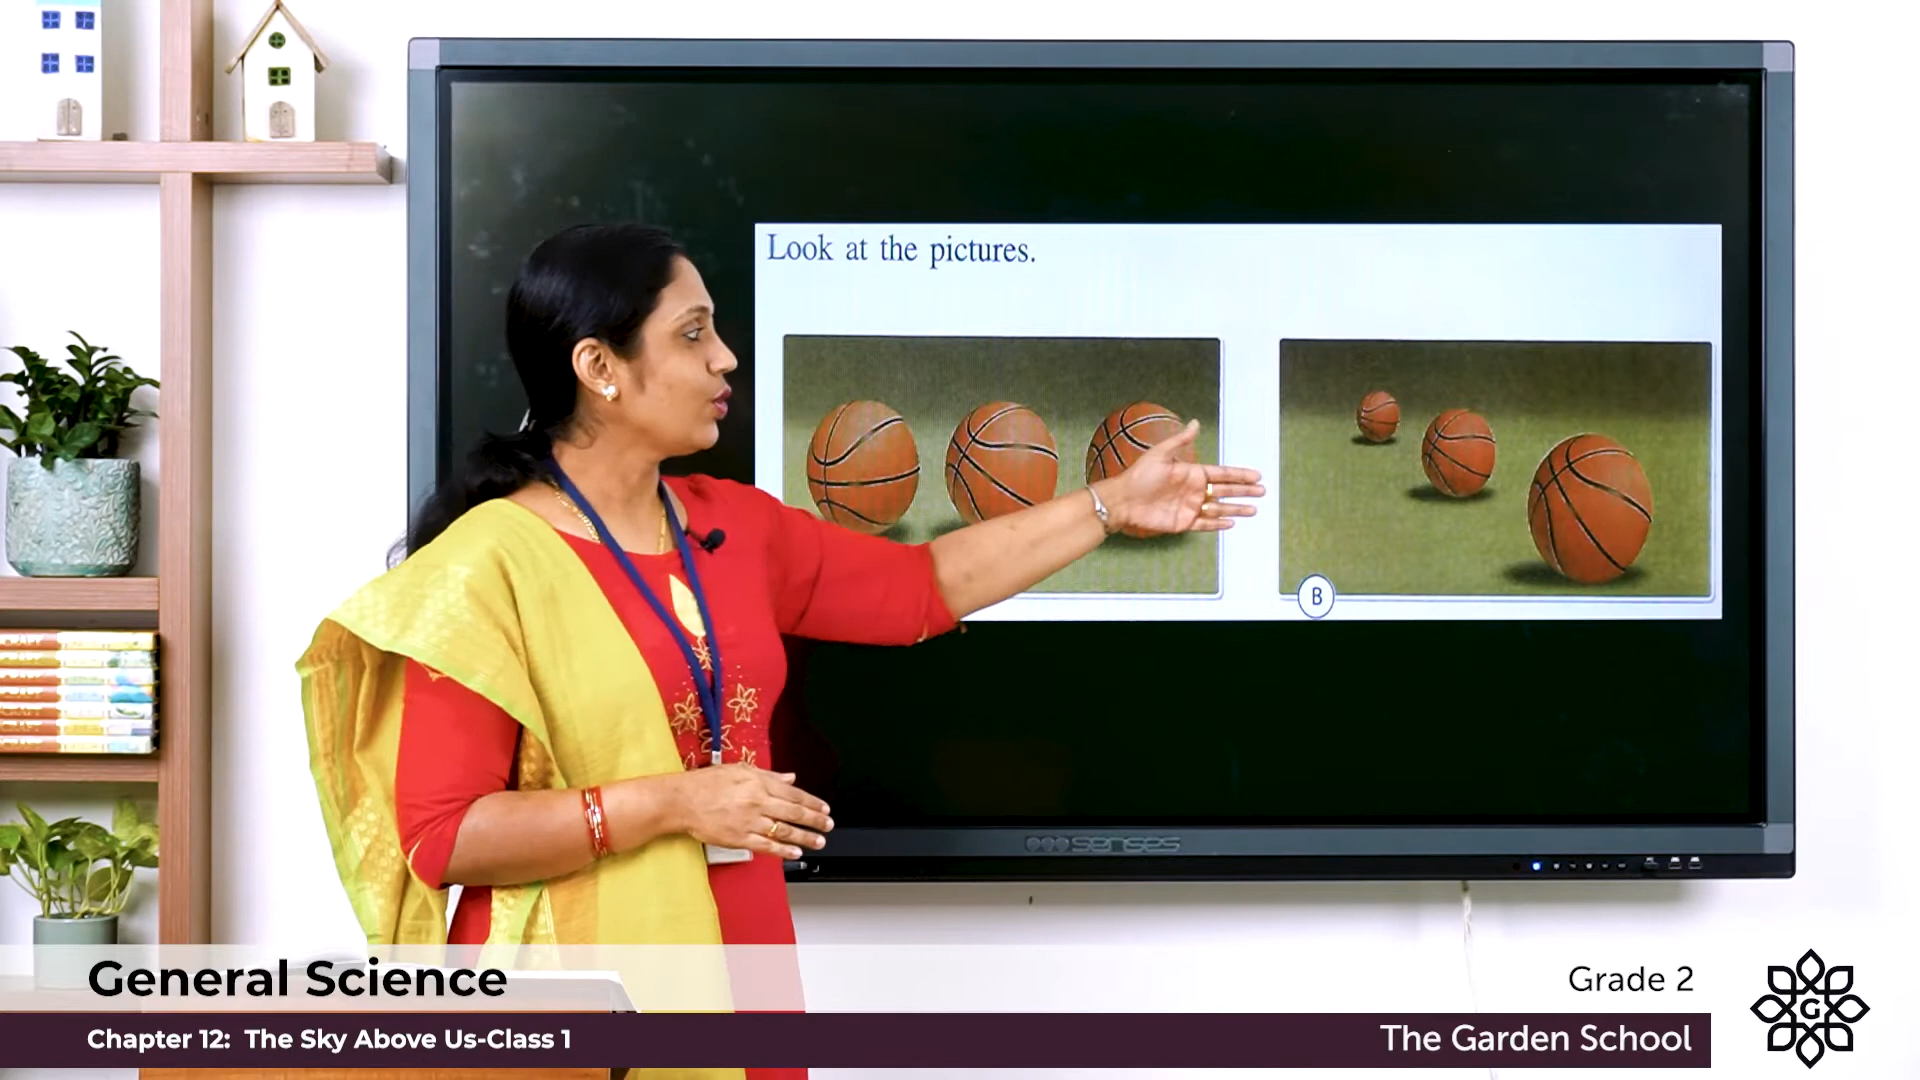 Look at the pictures.
B
senses
General Science
Grade 2
Chapter 12: The Sky Above Us-Class 1
The Garden School
G